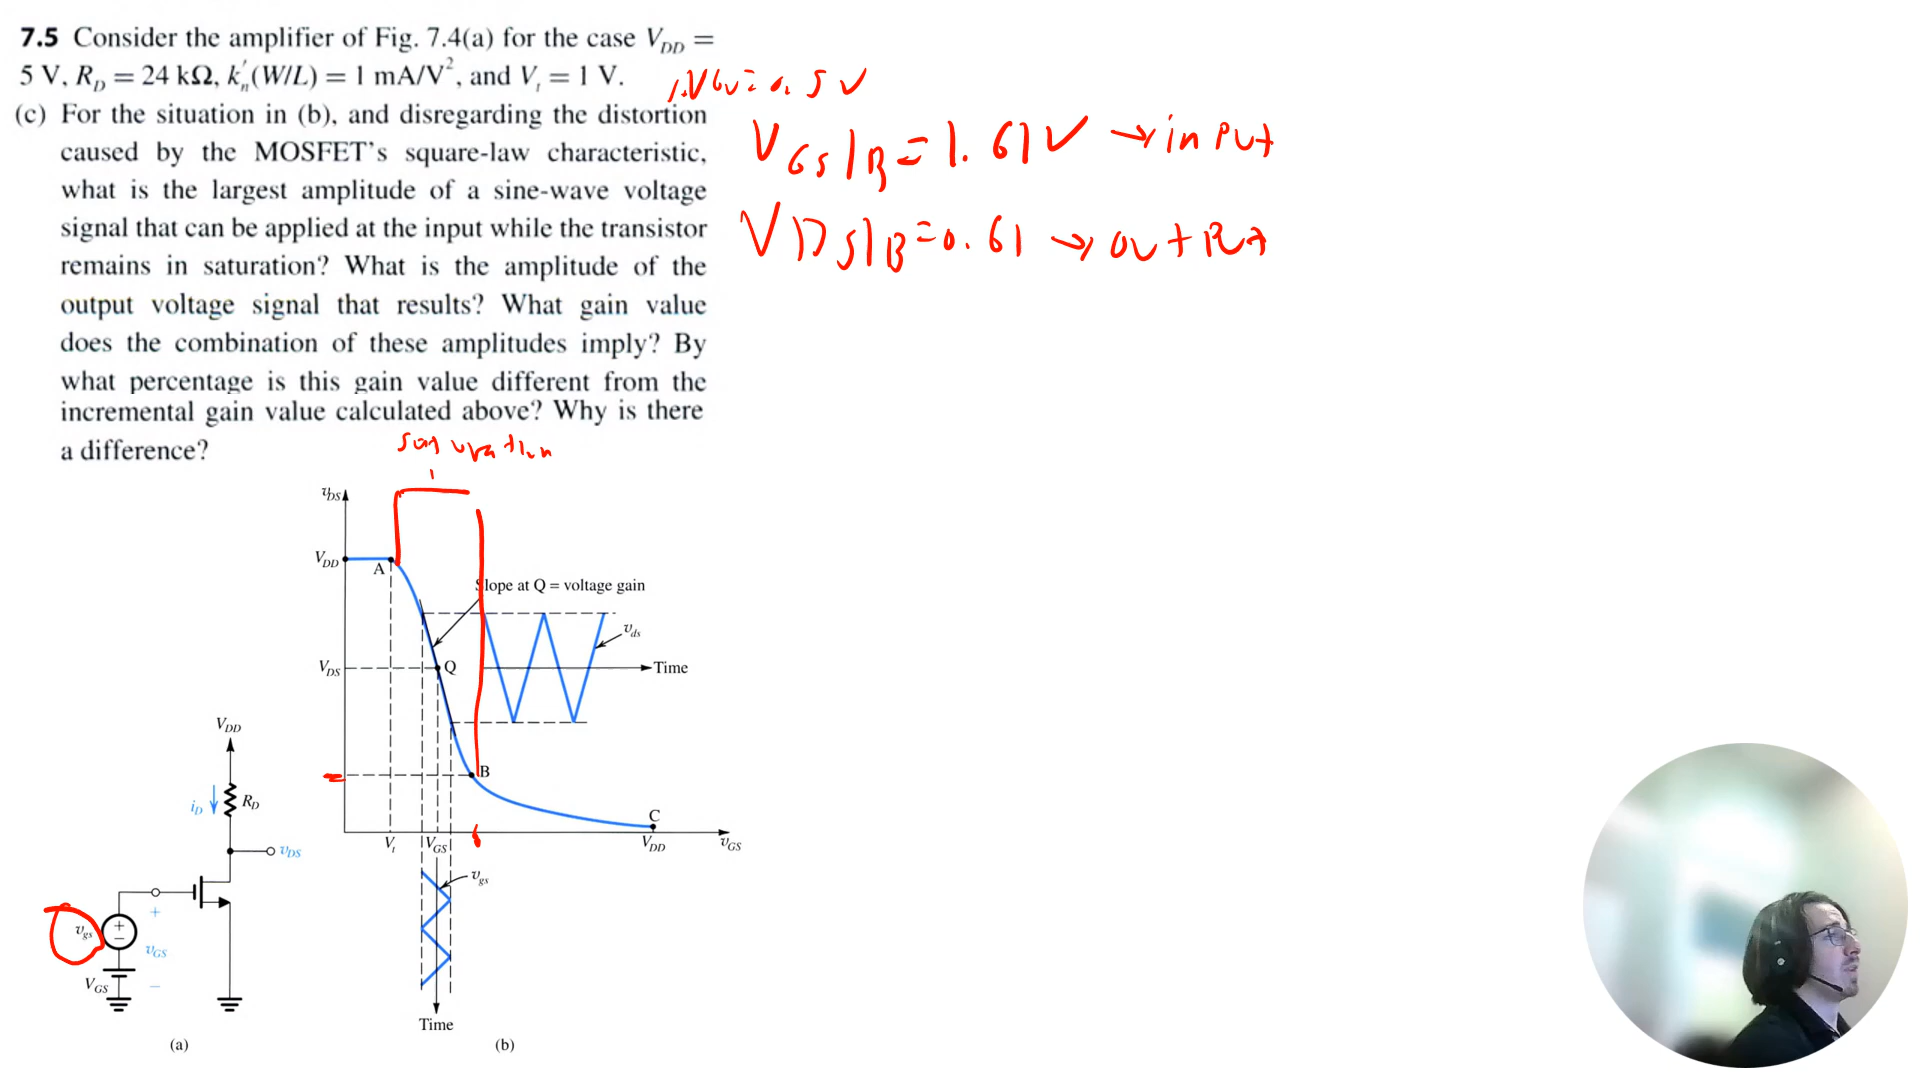 7.5 Consider the amplifier of Fig. 7.4(a) for the case V_DD =
5 V, R_D = 24 kΩ, k′_n(W/L) = 1 mA/V², and V_t = 1 V.
(c) For the situation in (b), and disregarding the distortion
caused by the MOSFET's square-law characteristic,
what is the largest amplitude of a sine-wave voltage
signal that can be applied at the input while the transistor
remains in saturation? What is the amplitude of the
output voltage signal that results? What gain value
does the combination of these amplitudes imply? By
what percentage is this gain value different from the
incremental gain value calculated above? Why is there
a difference?
= 0.5 V
V_GS|_B = 1.61V → input
V_DS|_B = 0.61 → output
saturation
v_DS
V_DD
A
Slope at Q = voltage gain
v_ds
V_DS
Q
Time
B
C
V_t
V_GS
V_DD
v_GS
v_gs
Time
(b)
V_DD
i_D
R_D
v_DS
v_gs
+
−
+
v_GS
−
V_GS
(a)